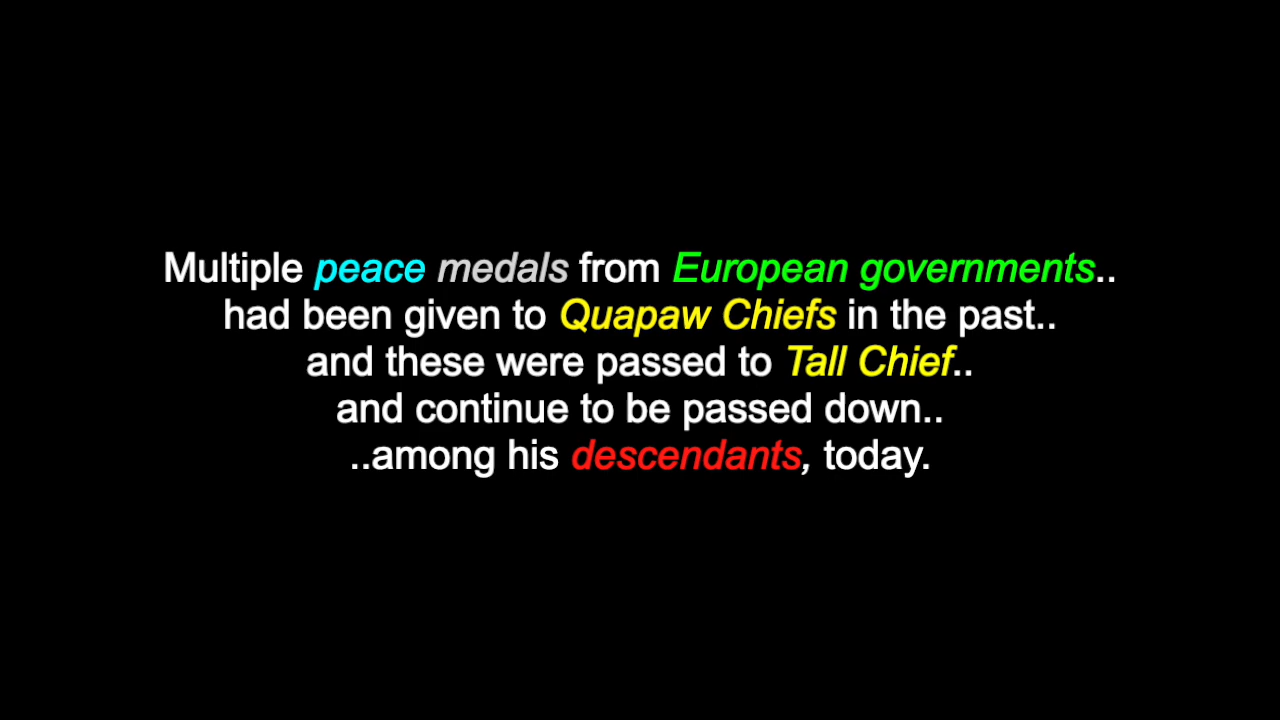 Multiple peace medals from European governments..
had been given to Quapaw Chiefs in the past..
and these were passed to Tall Chief..
and continue to be passed down..
..among his descendants, today.